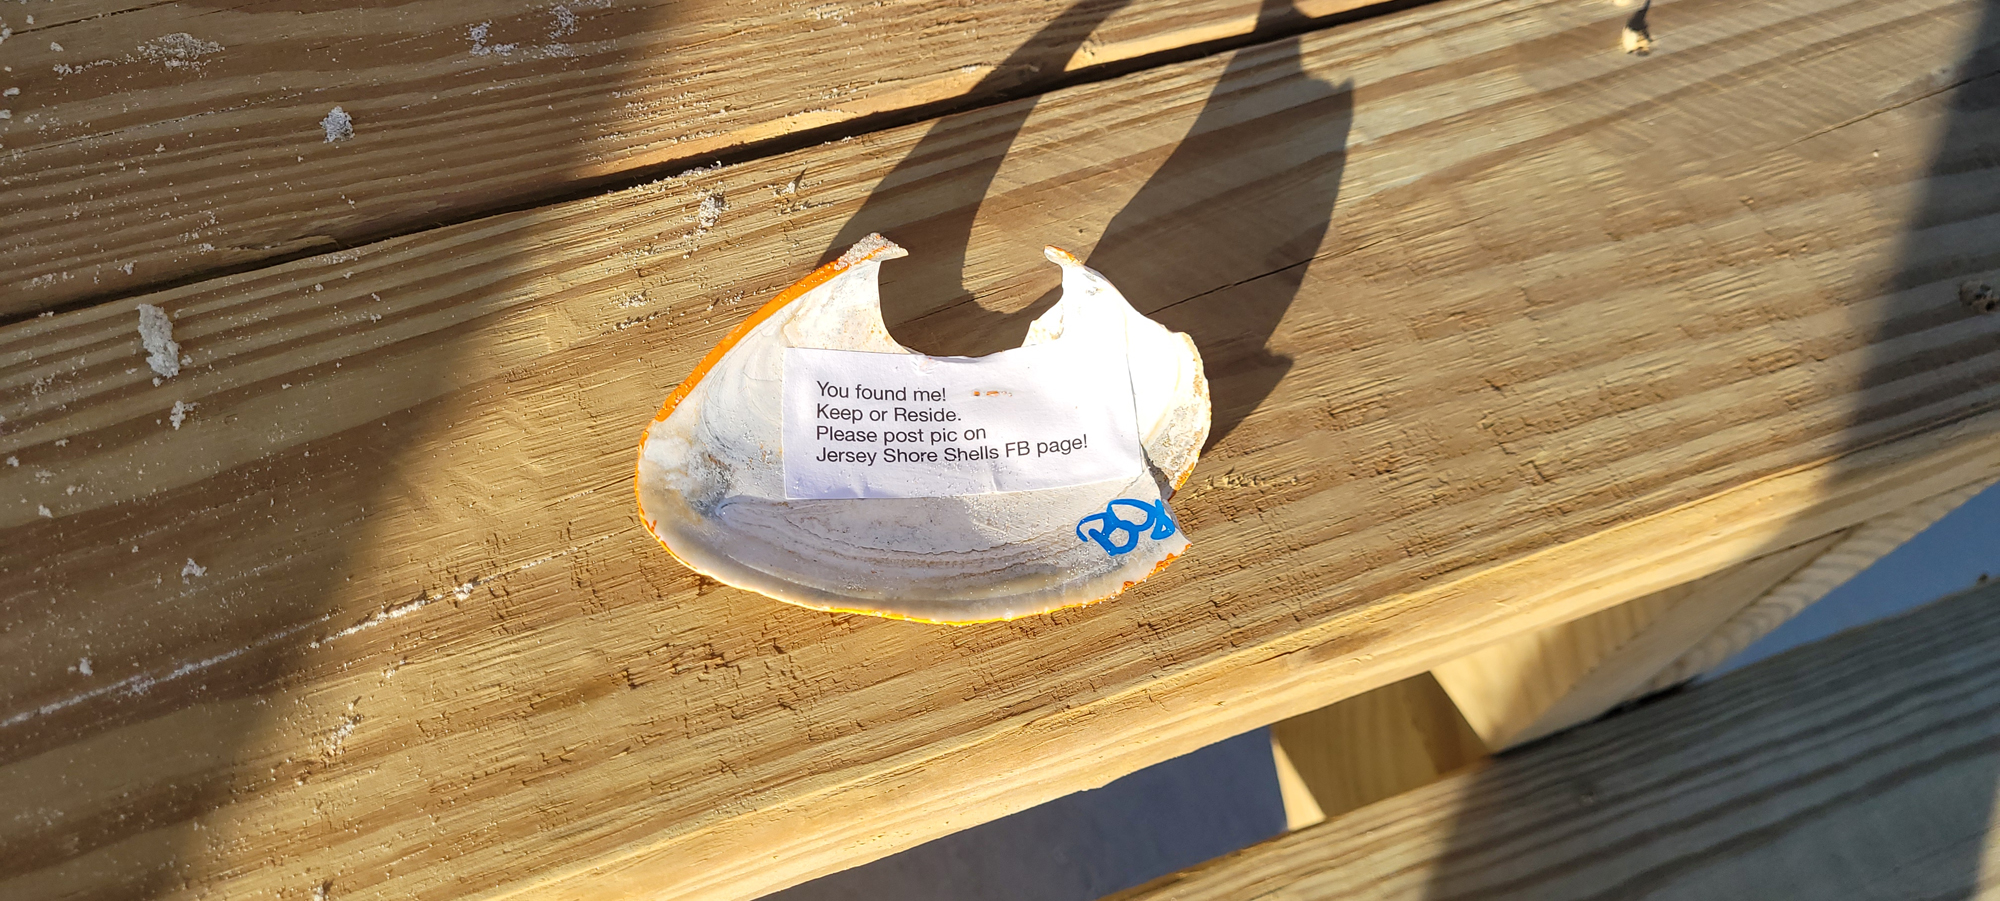 You found me!
Keep or Reside.
Please post pic on
Jersey Shore Shells FB page!